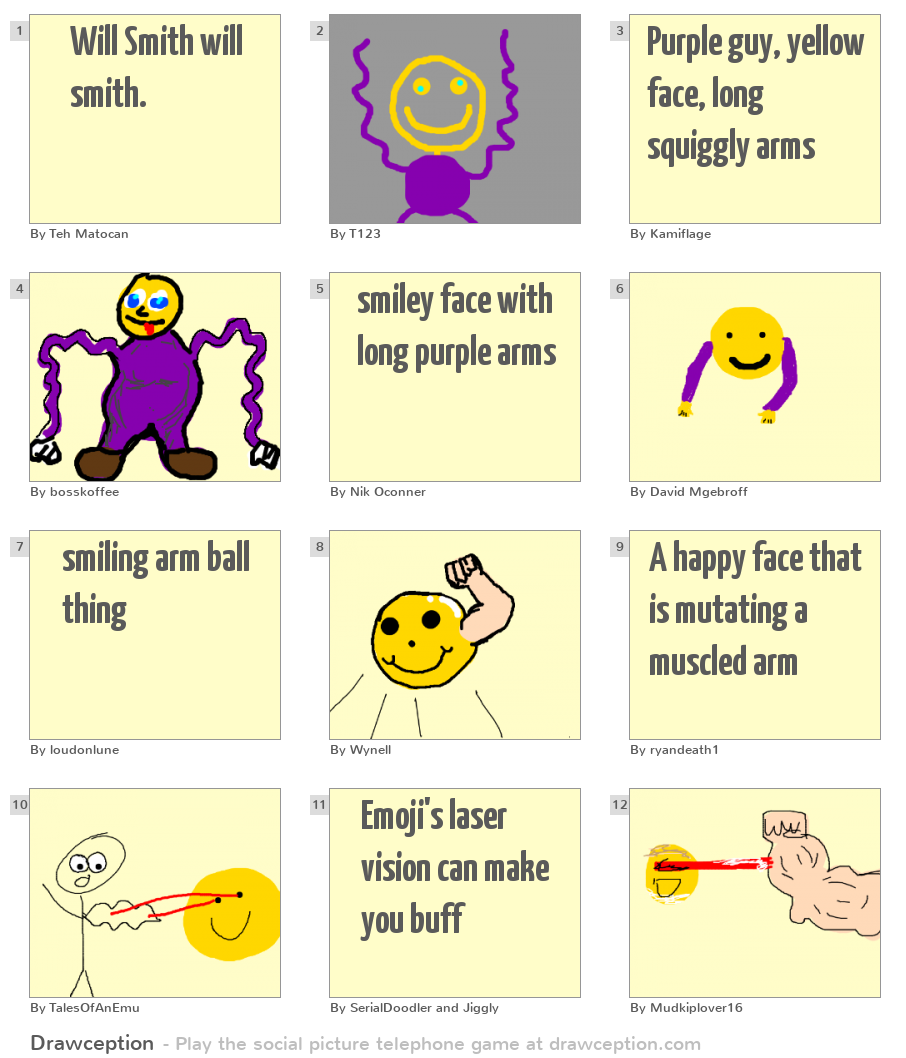 1
Will Smith will
smith.
By Teh Matocan
2
By T123
3
Purple guy, yellow
face, long
squiggly arms
By Kamiflage
4
By bosskoffee
5
smiley face with
long purple arms
By Nik Oconner
6
By David Mgebroff
7
smiling arm ball
thing
By loudonlune
8
By Wynell
9
A happy face that
is mutating a
muscled arm
By ryandeath1
10
By TalesOfAnEmu
11
Emoji's laser
vision can make
you buff
By SerialDoodler and Jiggly
12
By Mudkiplover16
Drawception - Play the social picture telephone game at drawception.com